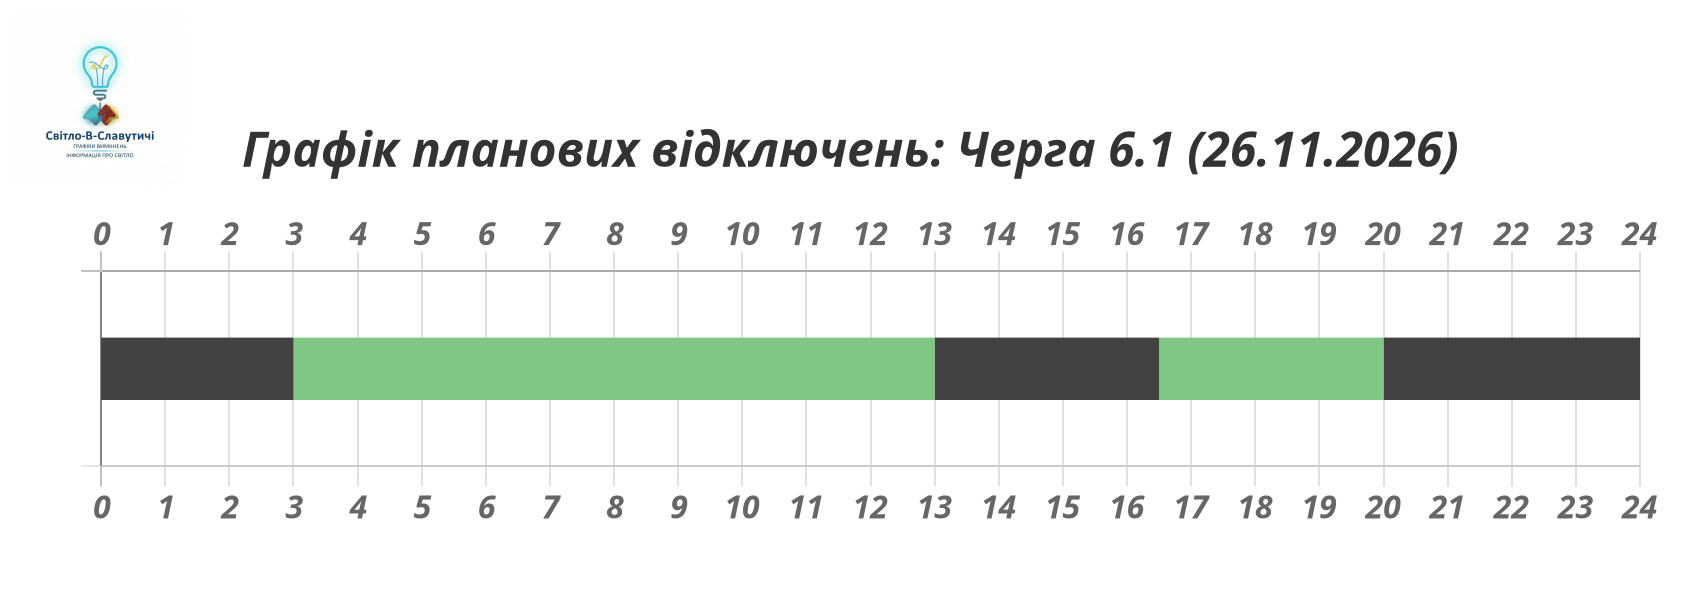 Світло-В-Славутичі
ГРАФІКИ ВИМКНЕНЬ
ІНФОРМАЦІЯ ПРО СВІТЛО
Графік планових відключень: Черга 6.1 (26.11.2026)
0 1 2 3 4 5 6 7 8 9 10 11 12 13 14 15 16 17 18 19 20 21 22 23 24
0 1 2 3 4 5 6 7 8 9 10 11 12 13 14 15 16 17 18 19 20 21 22 23 24